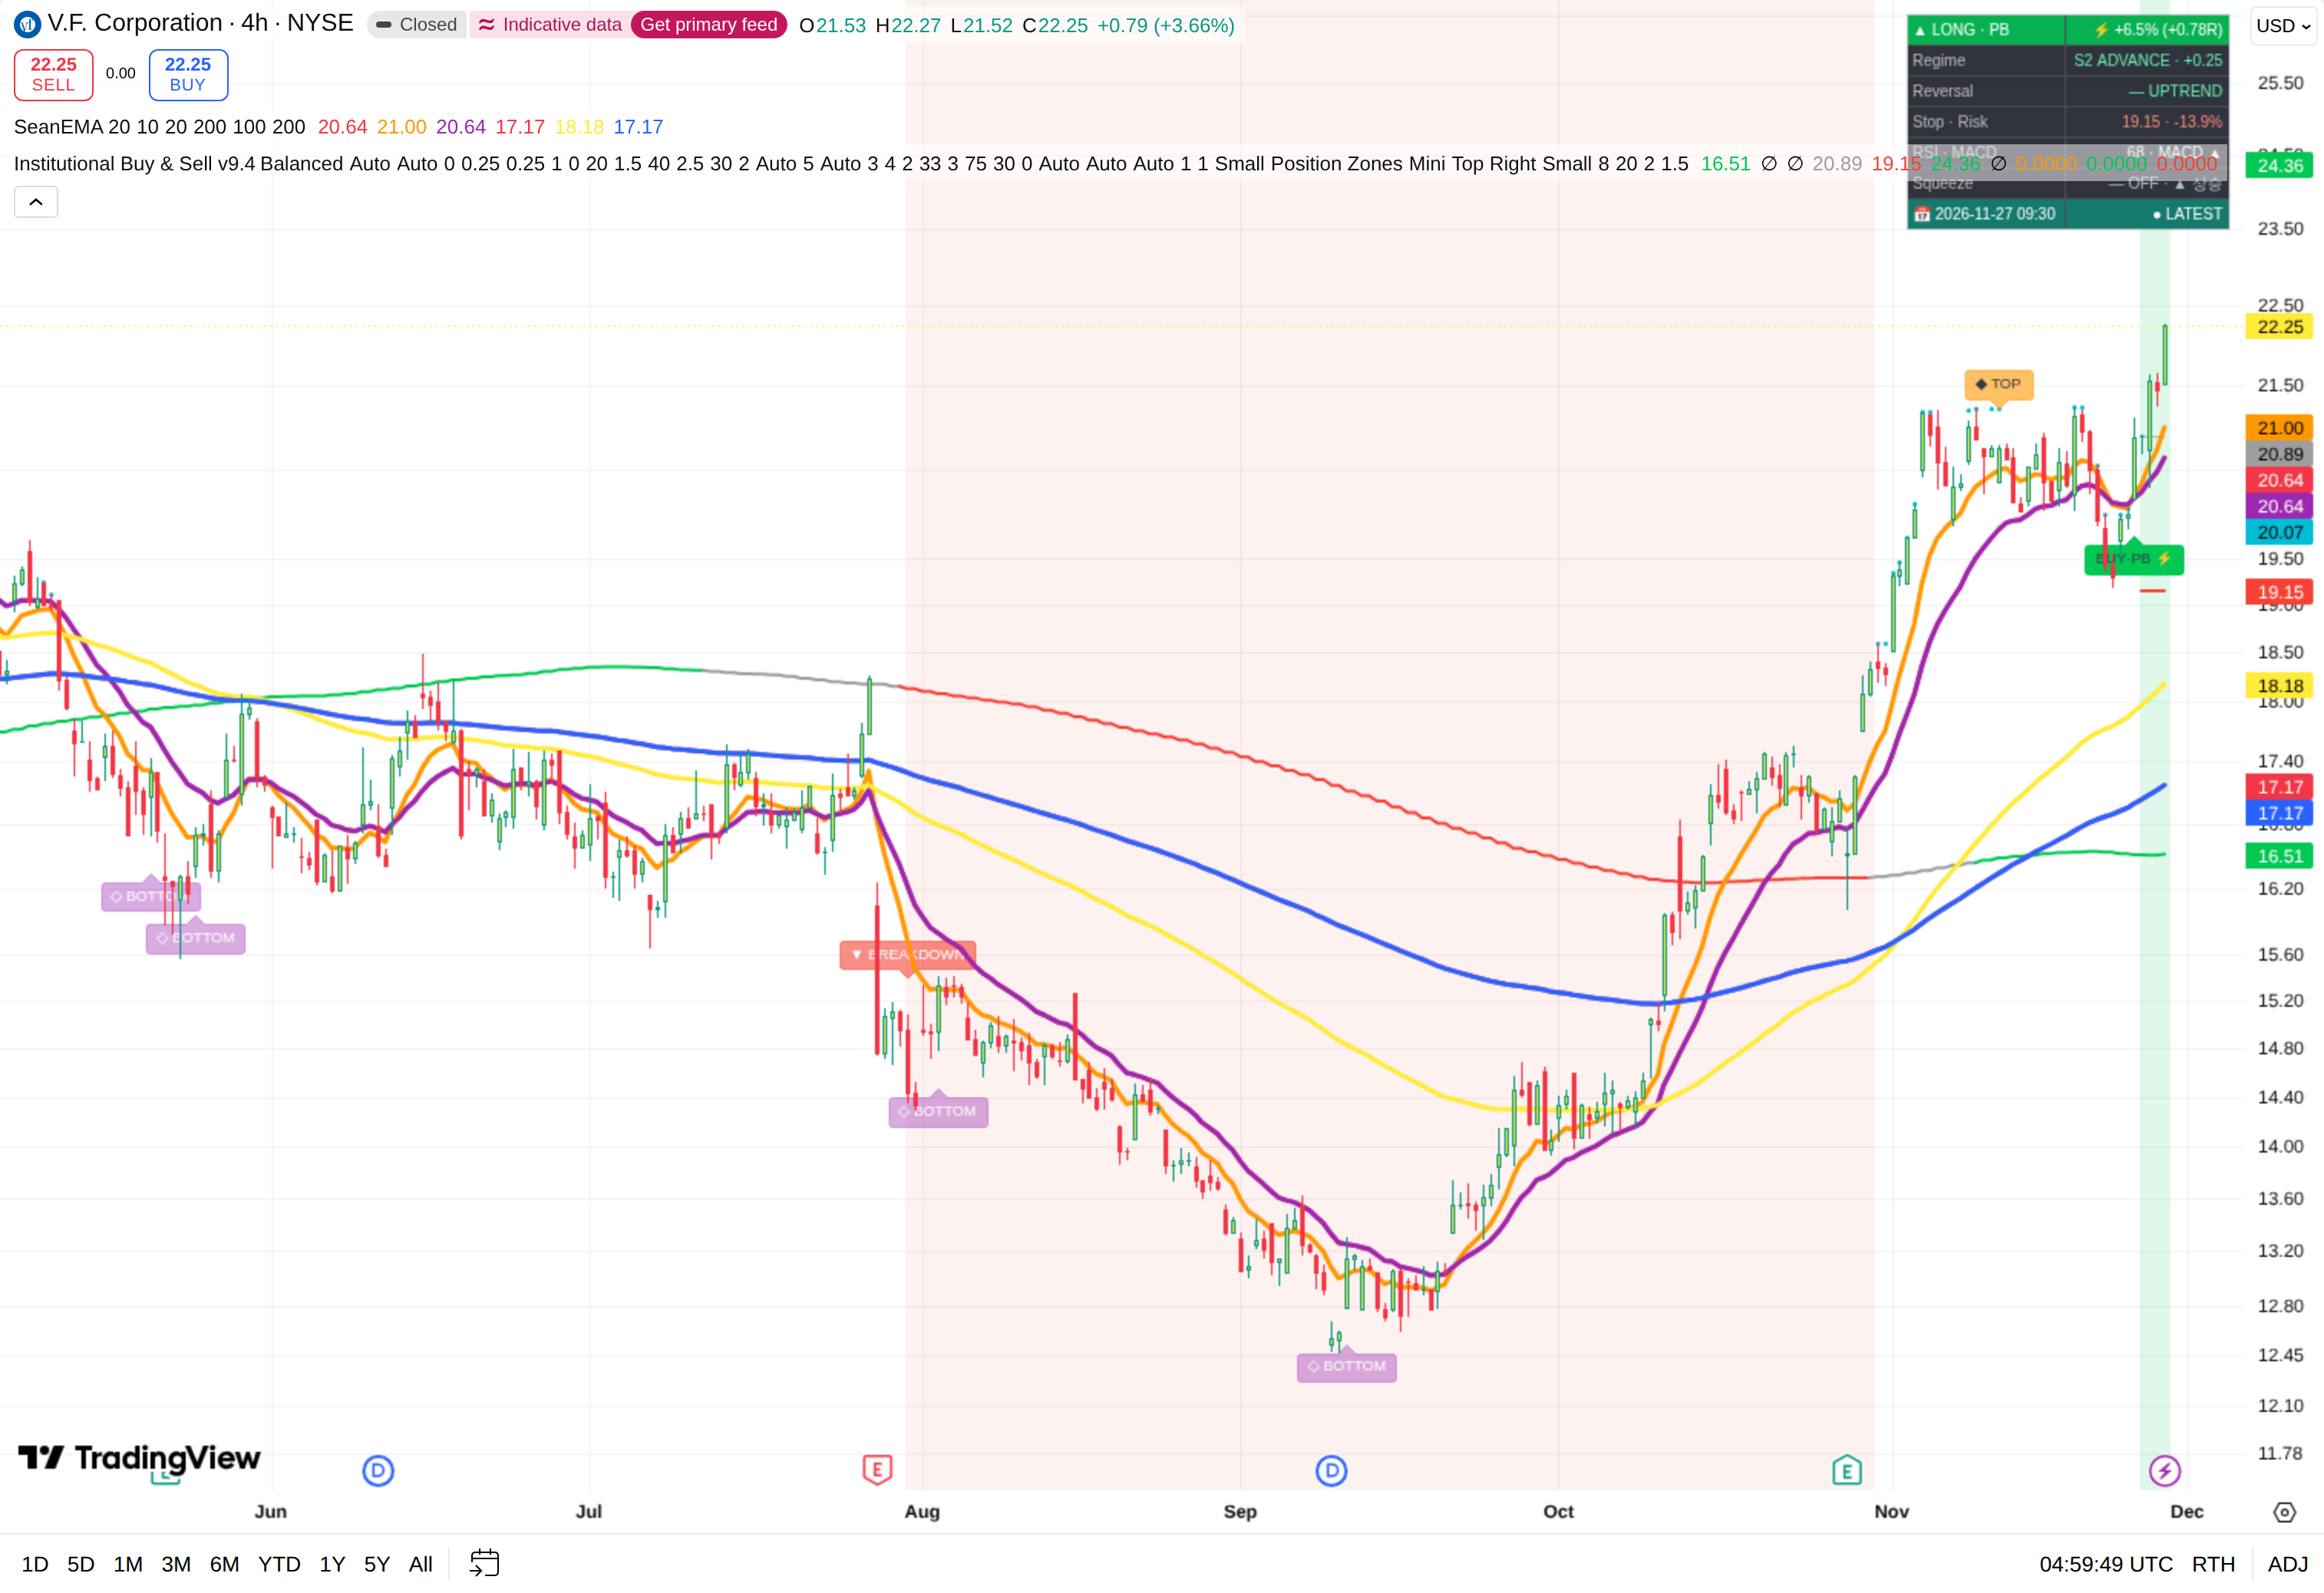 V.F. Corporation · 4h · NYSE Closed Indicative data Get primary feed O21.53 H22.27 L21.52 C22.25 +0.79 (+3.66%)
22.25 SELL 0.00 22.25 BUY
SeanEMA 20 10 20 200 100 200 20.64 21.00 20.64 17.17 18.18 17.17
Institutional Buy & Sell v9.4 Balanced Auto Auto 0 0.25 0.25 1 0 20 1.5 40 2.5 30 2 Auto 5 Auto 3 4 2 33 3 75 30 0 Auto Auto Auto 1 1 Small Position Zones Mini Top Right Small 8 20 2 1.5 16.51 ∅ ∅ 20.89 19.15 24.36 ∅ 0.0000 0.0000 0.0000
▲ LONG · PB ⚡ +6.5% (+0.78R)
Regime S2 ADVANCE · +0.25
Reversal — UPTREND
Stop · Risk 19.15 · -13.9%
RSI · MACD 68 · MACD ▲
Squeeze — OFF · ▲ 상승
📅 2026-11-27 09:30 ● LATEST
USD
25.50
24.36
23.50
22.50
22.25
21.50
21.00
20.89
20.64
20.64
20.07
19.50
19.15
19.00
18.50
18.18
18.00
17.40
17.17
17.17
16.51
16.20
15.60
15.20
14.80
14.40
14.00
13.60
13.20
12.80
12.45
12.10
11.78
◆ TOP
BUY·PB ⚡
◇ BOTTOM
◇ BOTTOM
▼ BREAKDOWN
◇ BOTTOM
◇ BOTTOM
TradingView
E D E D E
Jun Jul Aug Sep Oct Nov Dec
1D 5D 1M 3M 6M YTD 1Y 5Y All 04:59:49 UTC RTH ADJ